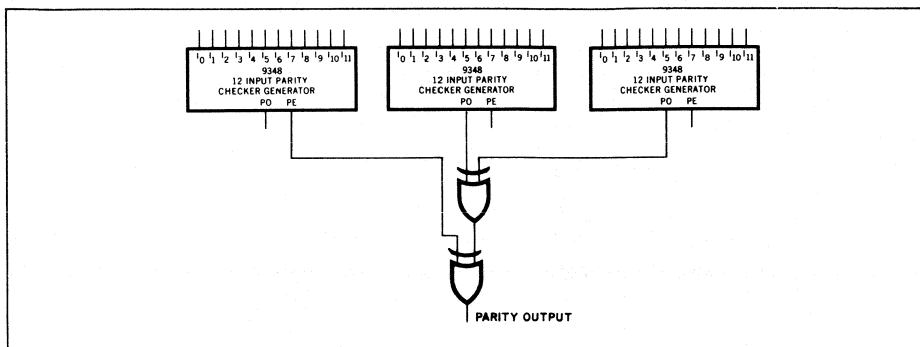 I0 I1 I2 I3 I4 I5 I6 I7 I8 I9 I10 I11
9348
12 INPUT PARITY
CHECKER GENERATOR
PO PE
I0 I1 I2 I3 I4 I5 I6 I7 I8 I9 I10 I11
9348
12 INPUT PARITY
CHECKER GENERATOR
PO PE
I0 I1 I2 I3 I4 I5 I6 I7 I8 I9 I10 I11
9348
12 INPUT PARITY
CHECKER GENERATOR
PO PE
PARITY OUTPUT